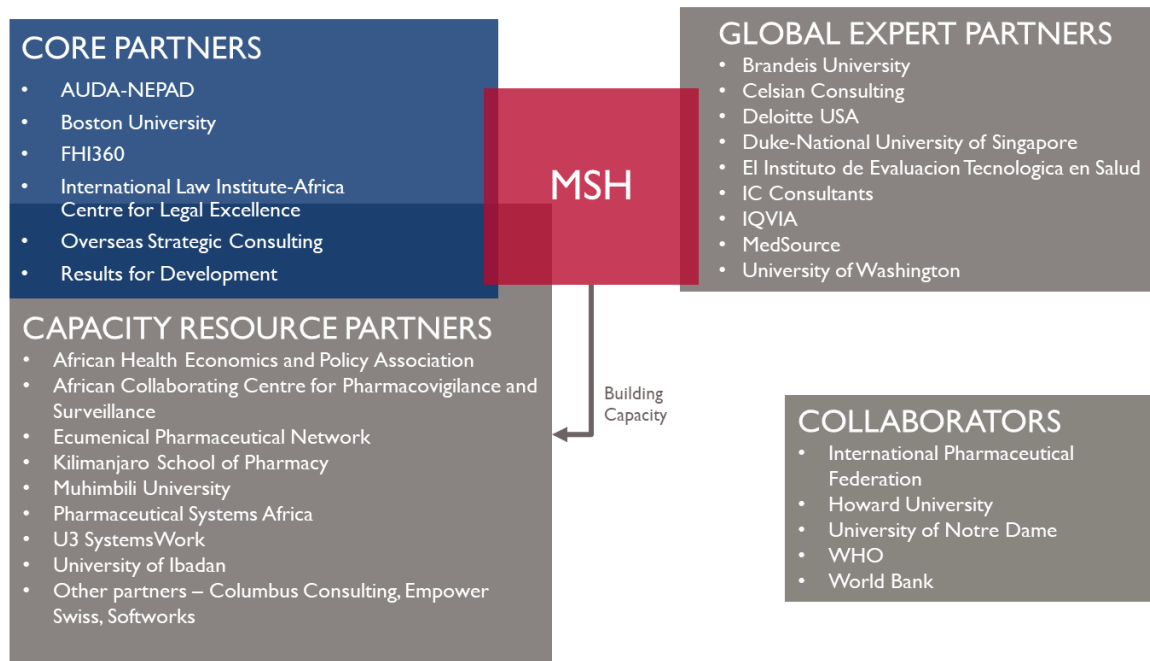 CORE PARTNERS
• AUDA-NEPAD
• Boston University
• FHI360
• International Law Institute-Africa
Centre for Legal Excellence
• Overseas Strategic Consulting
• Results for Development
MSH
GLOBAL EXPERT PARTNERS
• Brandeis University
• Celsian Consulting
• Deloitte USA
• Duke-National University of Singapore
• El Instituto de Evaluacion Tecnologica en Salud
• IC Consultants
• IQVIA
• MedSource
• University of Washington
CAPACITY RESOURCE PARTNERS
• African Health Economics and Policy Association
• African Collaborating Centre for Pharmacovigilance and
Surveillance
• Ecumenical Pharmaceutical Network
• Kilimanjaro School of Pharmacy
• Muhimbili University
• Pharmaceutical Systems Africa
• U3 SystemsWork
• University of Ibadan
• Other partners – Columbus Consulting, Empower
Swiss, Softworks
Building
Capacity
COLLABORATORS
• International Pharmaceutical
Federation
• Howard University
• University of Notre Dame
• WHO
• World Bank